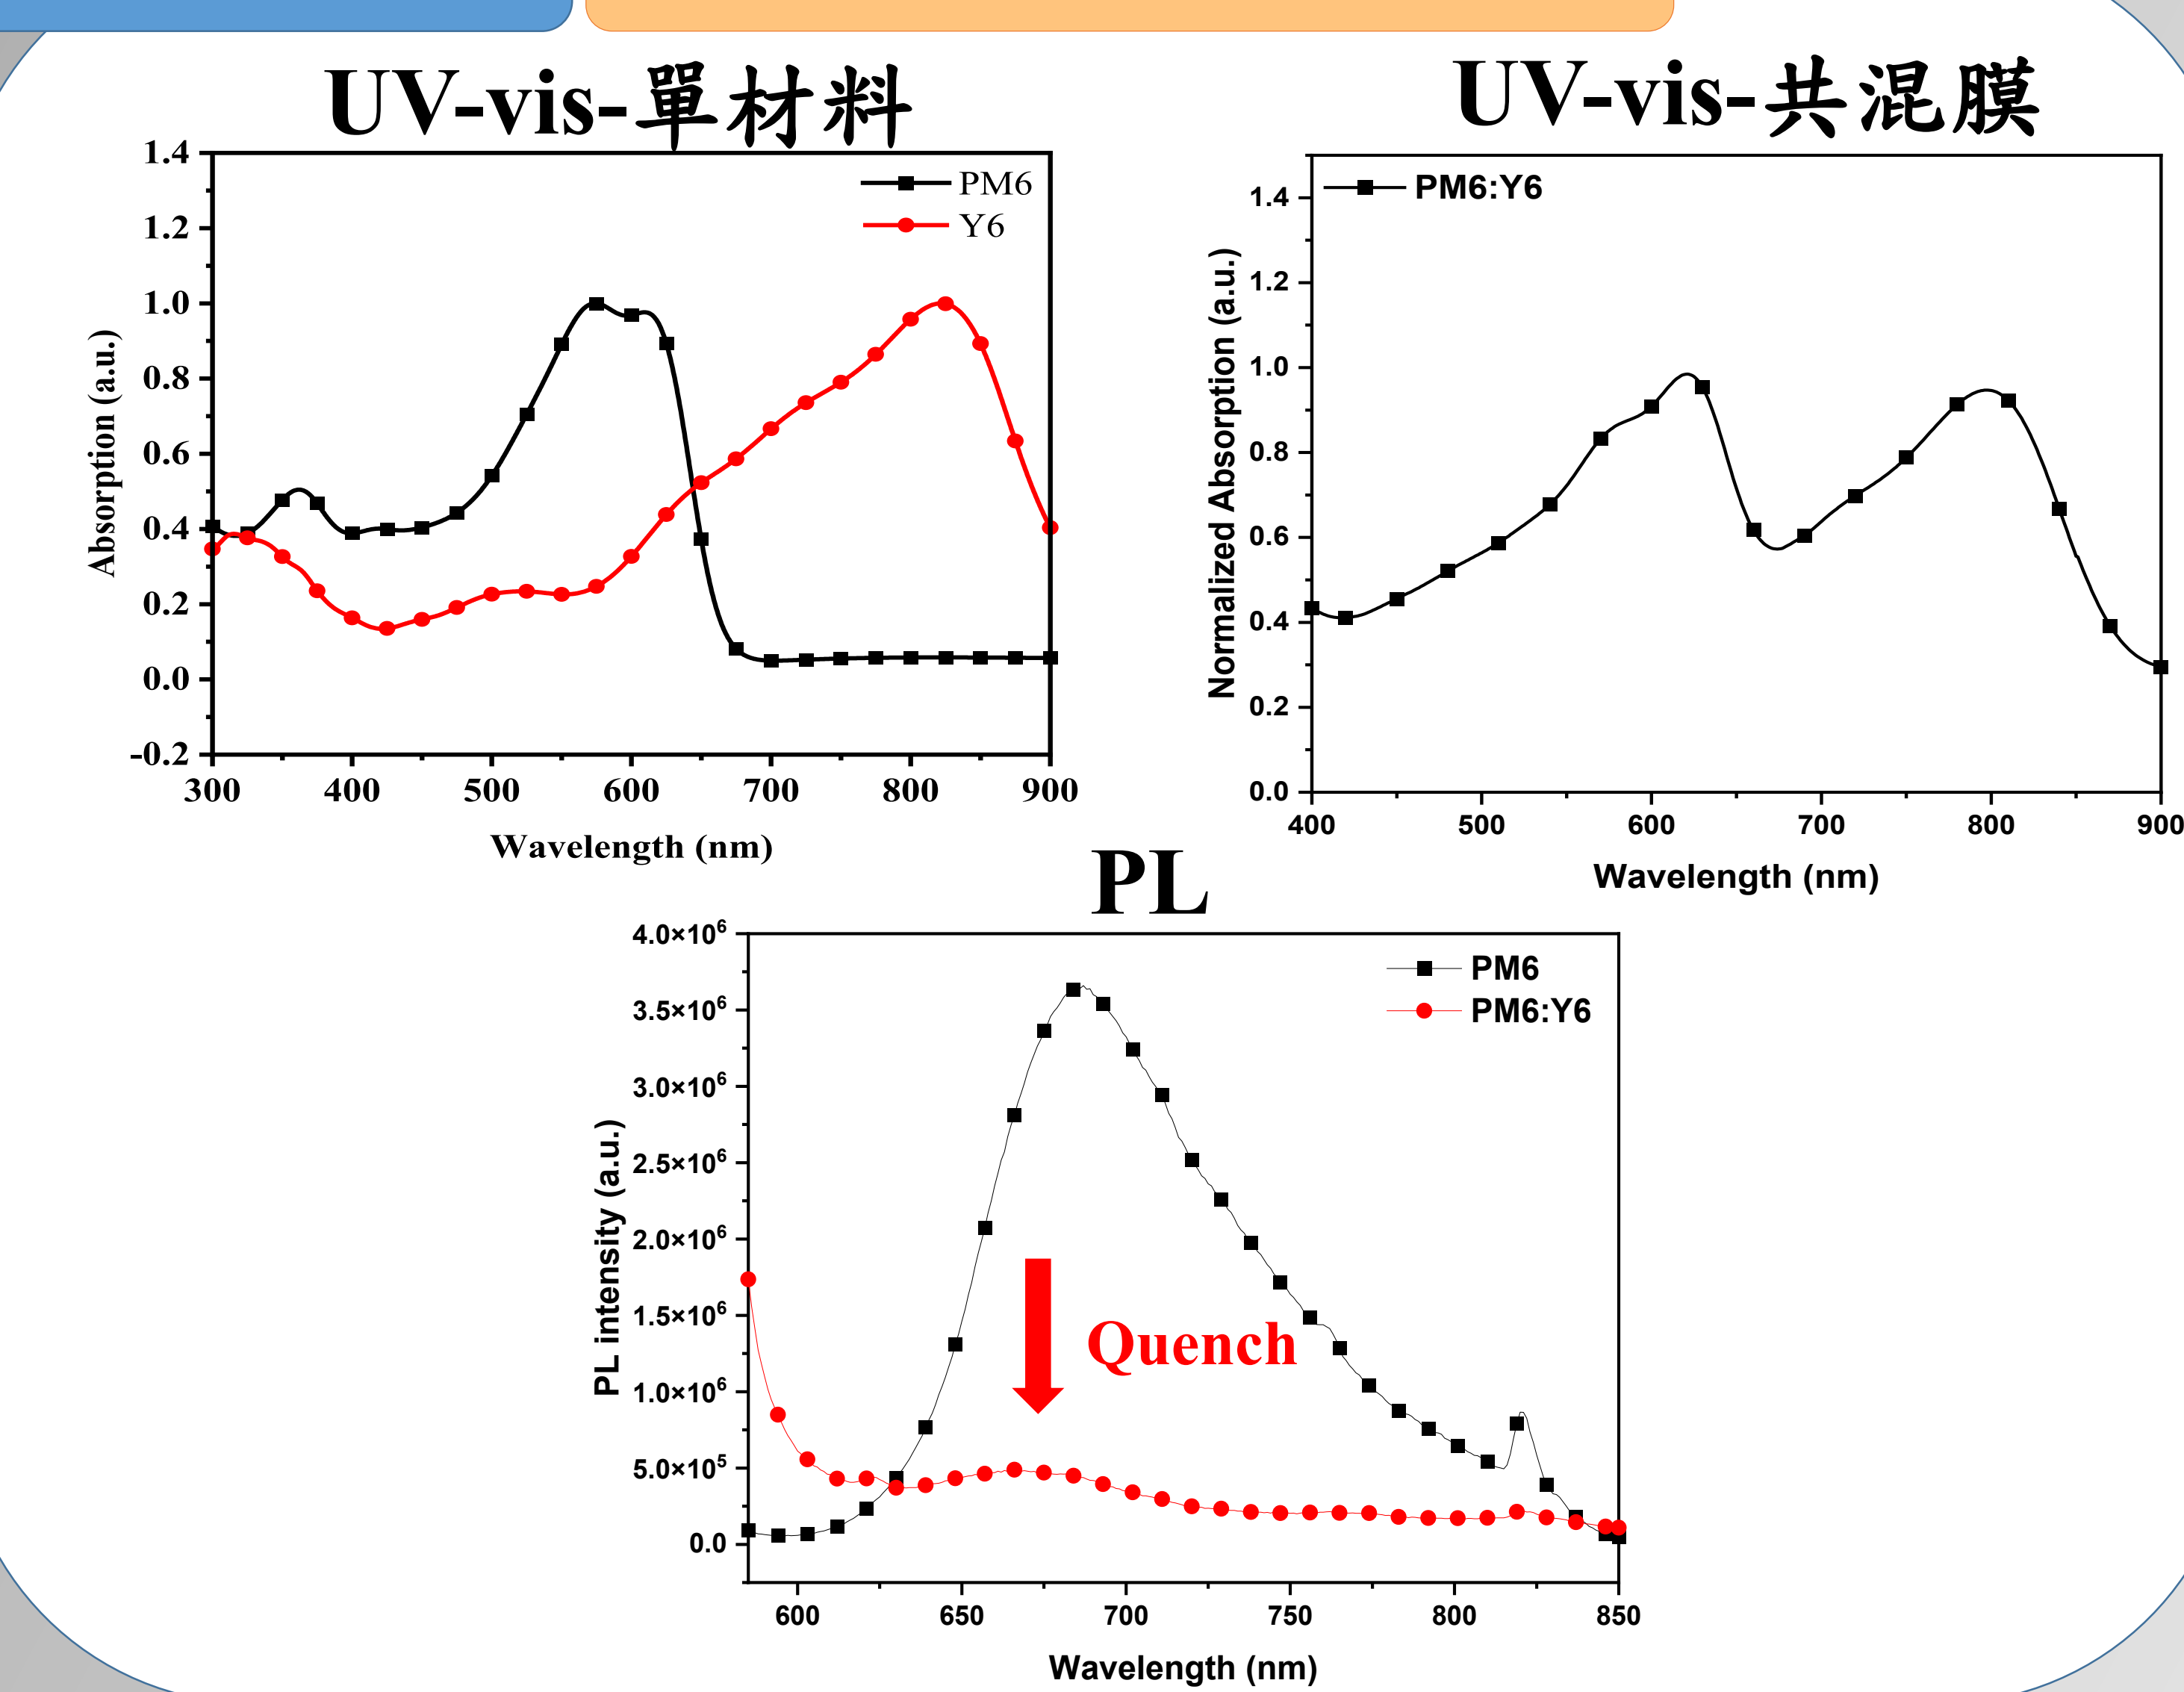 UV-vis-單材料
1.4
1.2
1.0
0.8
0.6
0.4
0.2
0.0
-0.2
Absorption (a.u.)
PM6
Y6
300 400 500 600 700 800 900
Wavelength (nm)
UV-vis-共混膜
1.4
1.2
1.0
0.8
0.6
0.4
0.2
0.0
Normalized Absorption (a.u.)
PM6:Y6
400 500 600 700 800 900
Wavelength (nm)
PL
4.0×10⁶
3.5×10⁶
3.0×10⁶
2.5×10⁶
2.0×10⁶
1.5×10⁶
1.0×10⁶
5.0×10⁵
0.0
PL intensity (a.u.)
PM6
PM6:Y6
Quench
600 650 700 750 800 850
Wavelength (nm)